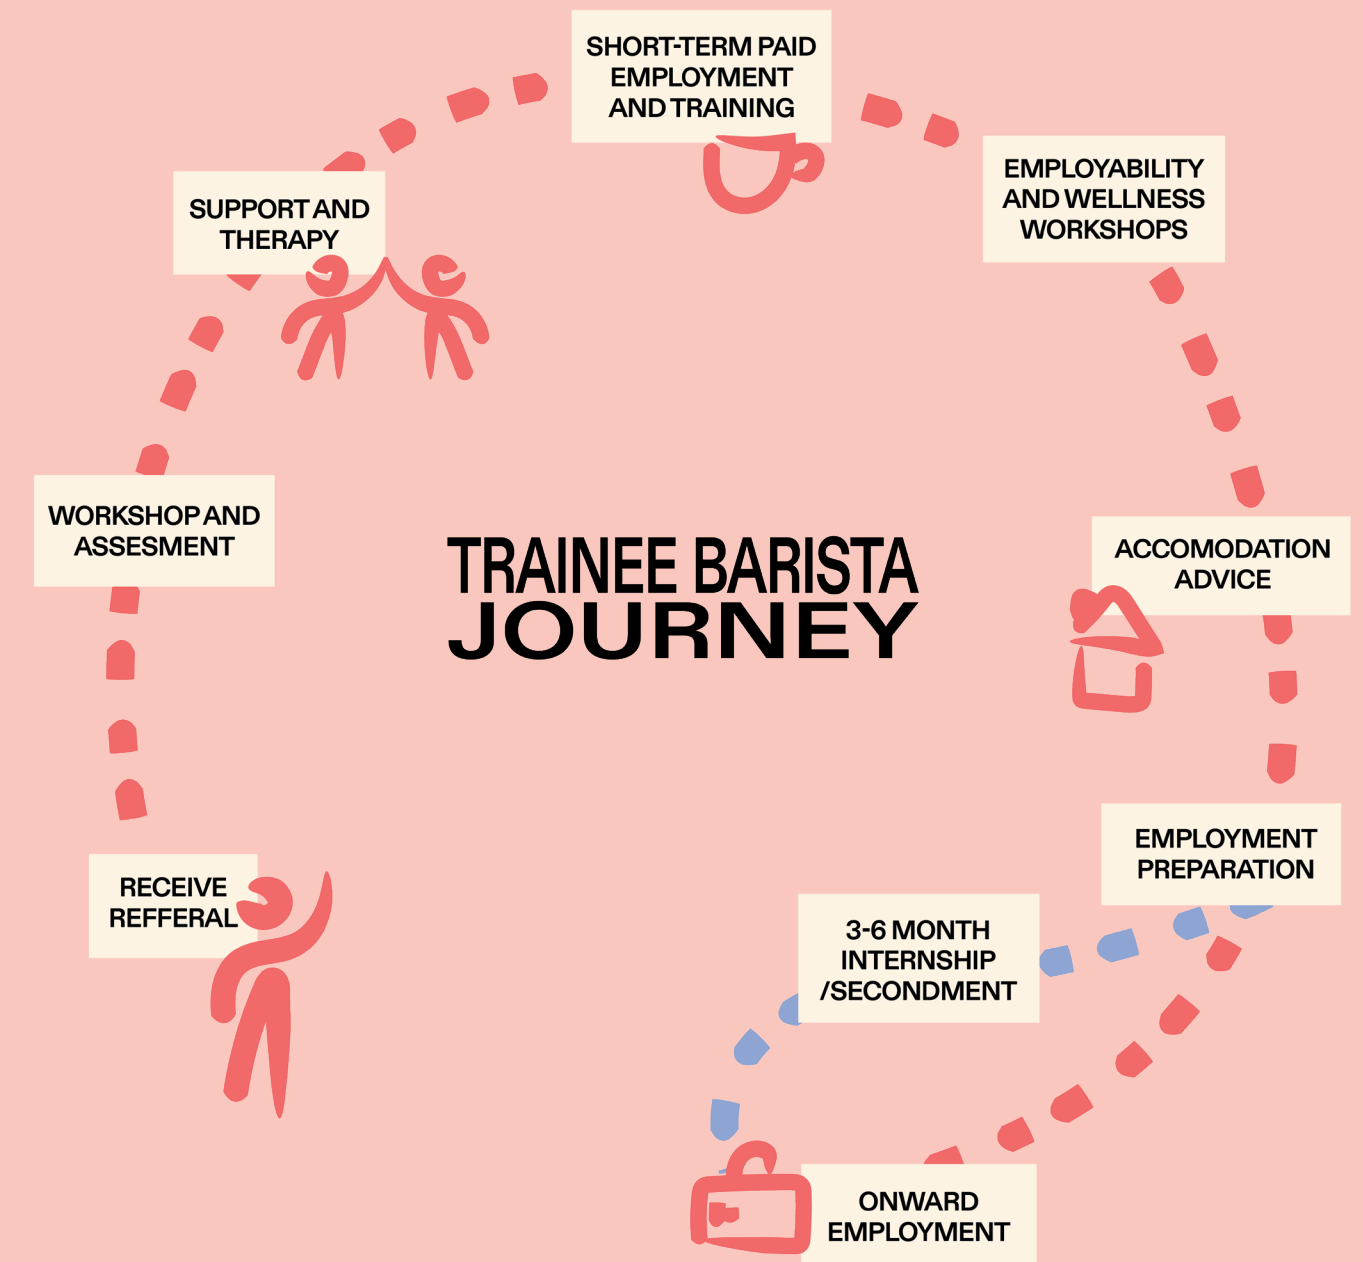 SHORT-TERM PAID
EMPLOYMENT
AND TRAINING
EMPLOYABILITY
AND WELLNESS
WORKSHOPS
SUPPORT AND
THERAPY
WORKSHOP AND
ASSESMENT
TRAINEE BARISTA
JOURNEY
ACCOMODATION
ADVICE
RECEIVE
REFFERAL
EMPLOYMENT
PREPARATION
3-6 MONTH
INTERNSHIP
/SECONDMENT
ONWARD
EMPLOYMENT